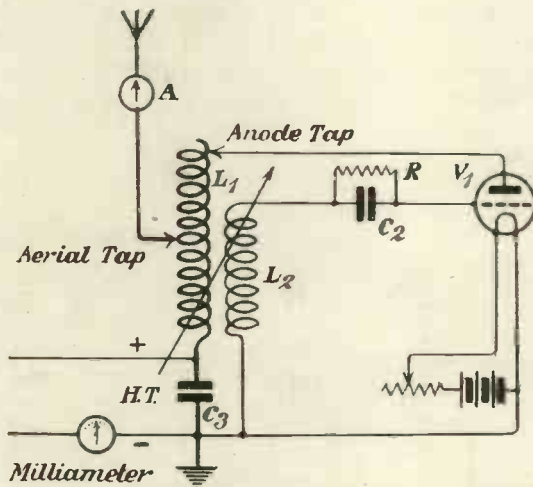 A
Anode Tap
L1
R
V1
C2
Aerial Tap
L2
+
H.T.
C3
-
Milliameter